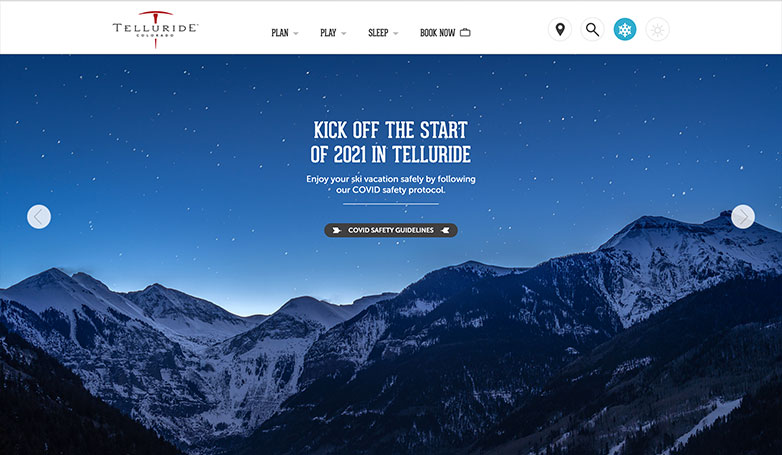 TELLURIDE
COLORADO
PLAN
PLAY
SLEEP
BOOK NOW
KICK OFF THE START
OF 2021 IN TELLURIDE
Enjoy your ski vacation safely by following
our COVID safety protocol.
COVID SAFETY GUIDELINES